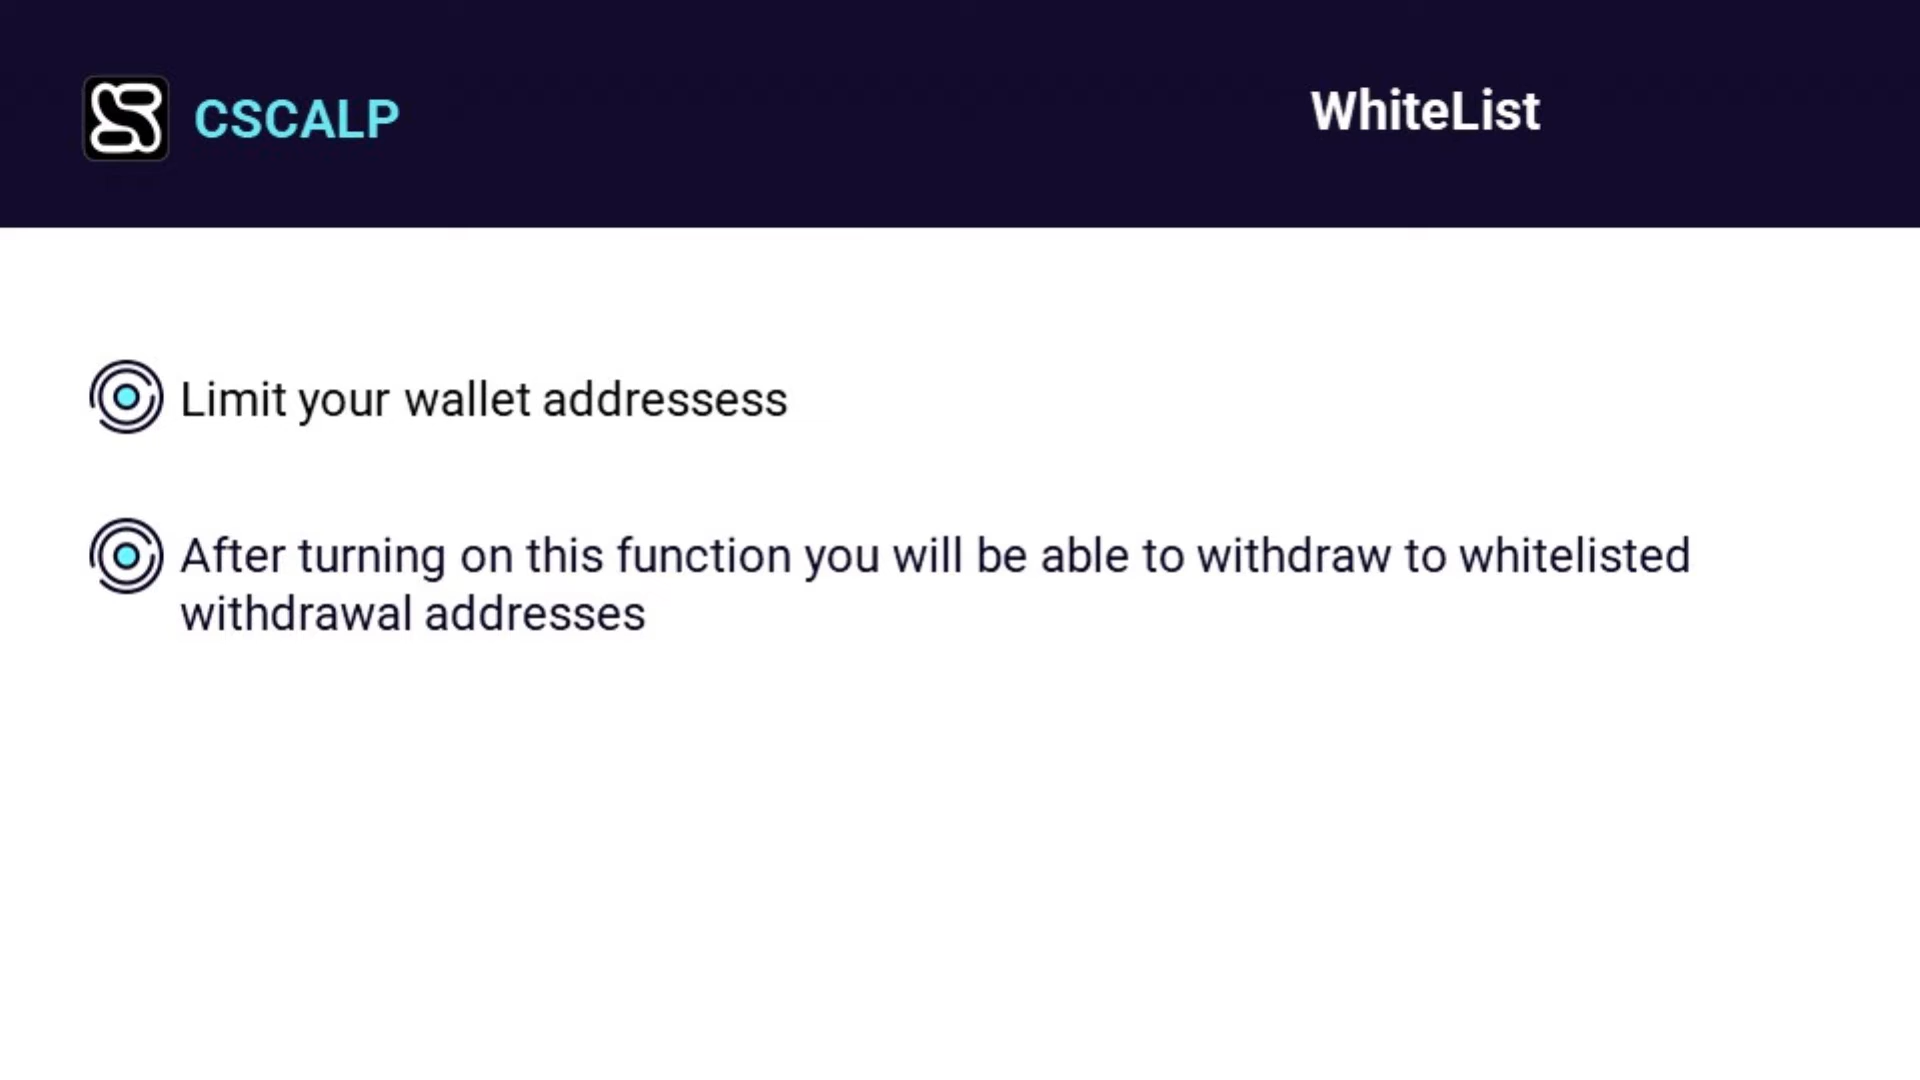 CSCALP
WhiteList
Limit your wallet addressess
After turning on this function you will be able to withdraw to whitelisted
withdrawal addresses